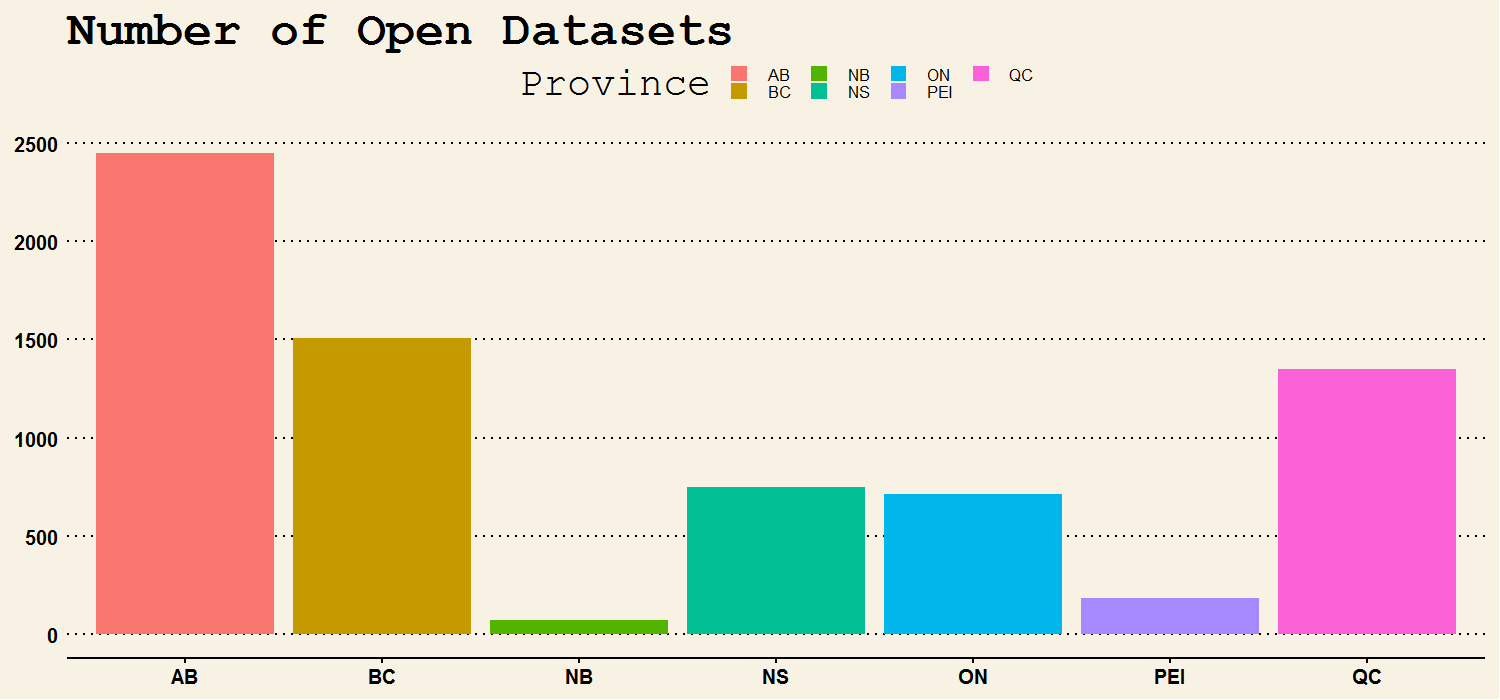 Number of Open Datasets
Province AB NB ON QC
BC NS PEI
2500
2000
1500
1000
500
0
AB BC NB NS ON PEI QC